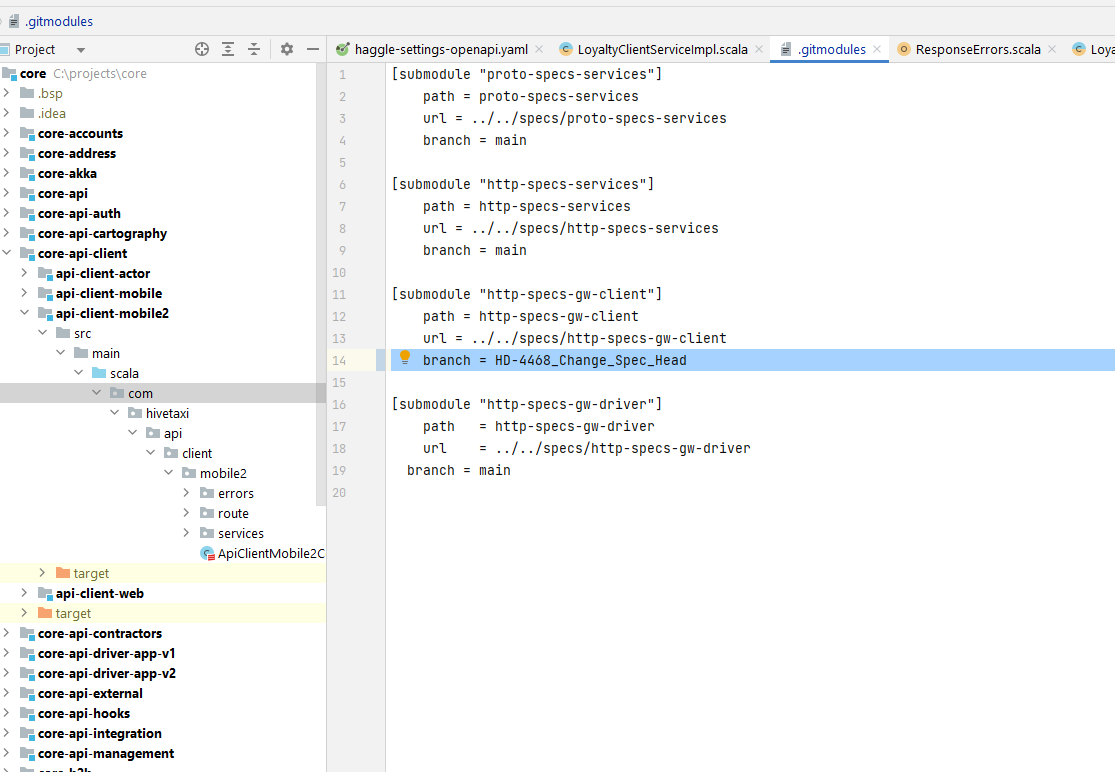 .gitmodules
Project
haggle-settings-openapi.yaml
LoyaltyClientServiceImpl.scala
.gitmodules
ResponseErrors.scala
Loya
core C:\projects\core
.bsp
.idea
core-accounts
core-address
core-akka
core-api
core-api-auth
core-api-cartography
core-api-client
api-client-actor
api-client-mobile
api-client-mobile2
src
main
scala
com
hivetaxi
api
client
mobile2
errors
route
services
ApiClientMobile2C
target
api-client-web
target
core-api-contractors
core-api-driver-app-v1
core-api-driver-app-v2
core-api-external
core-api-hooks
core-api-integration
core-api-management
core-b2b
1 [submodule "proto-specs-services"]
2 path = proto-specs-services
3 url = ../../specs/proto-specs-services
4 branch = main
5
6 [submodule "http-specs-services"]
7 path = http-specs-services
8 url = ../../specs/http-specs-services
9 branch = main
10
11 [submodule "http-specs-gw-client"]
12 path = http-specs-gw-client
13 url = ../../specs/http-specs-gw-client
14 branch = HD-4468_Change_Spec_Head
15
16 [submodule "http-specs-gw-driver"]
17 path = http-specs-gw-driver
18 url = ../../specs/http-specs-gw-driver
19 branch = main
20